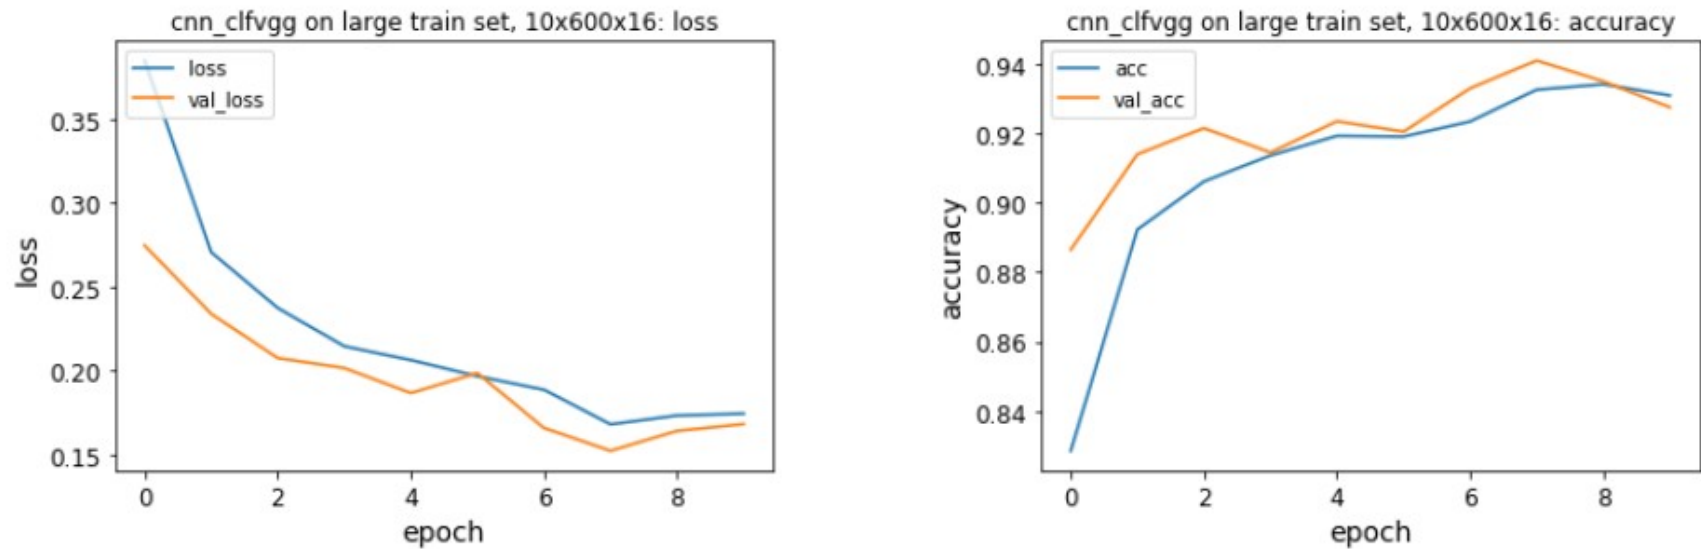 cnn_clfvgg on large train set, 10x600x16: loss
loss
val_loss
0.35
0.30
0.25
0.20
0.15
loss
0 2 4 6 8
epoch
cnn_clfvgg on large train set, 10x600x16: accuracy
acc
val_acc
0.94
0.92
0.90
0.88
0.86
0.84
accuracy
0 2 4 6 8
epoch